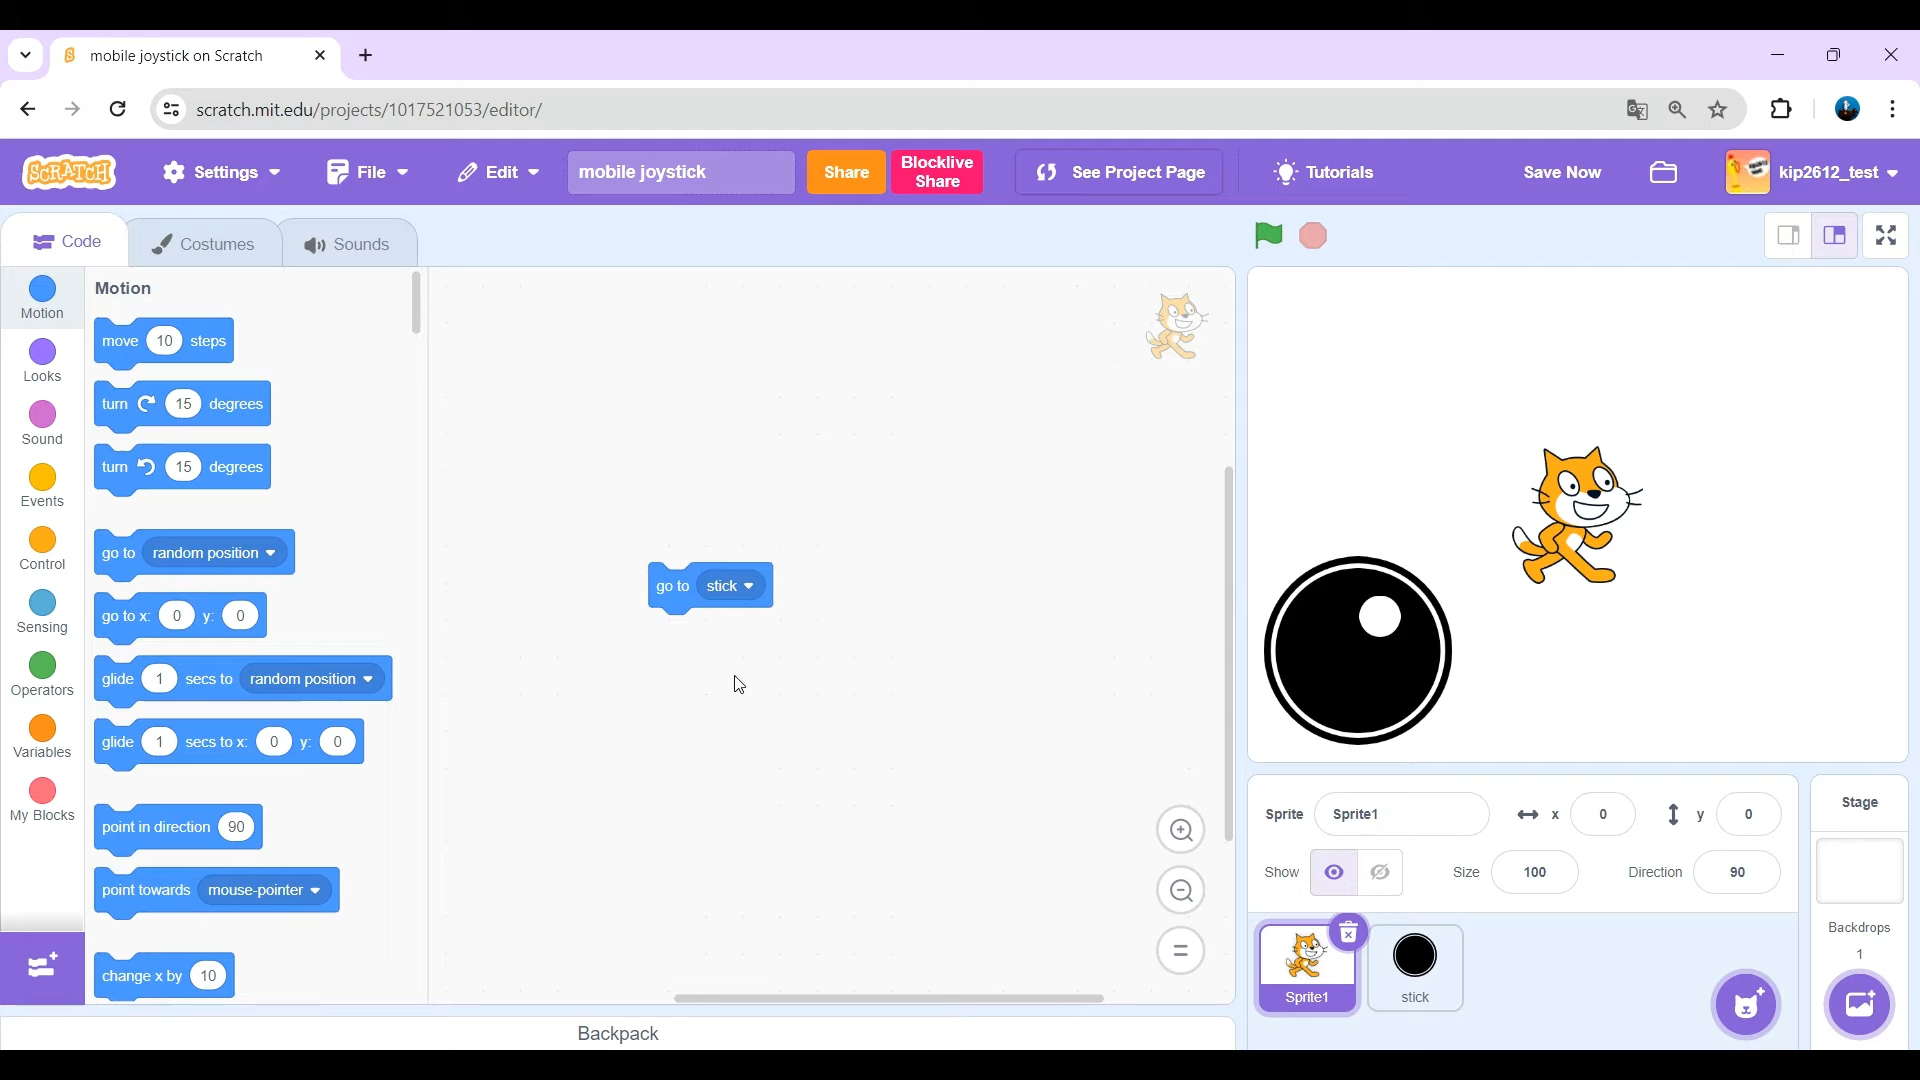 mobile joystick on Scratch
scratch.mit.edu/projects/1017521053/editor/
SCRATCH
Settings
File
Edit
mobile joystick
Share
Blocklive
Share
See Project Page
Tutorials
Save Now
kip2612_test
Code
Costumes
Sounds
Motion
Looks
Sound
Events
Control
Sensing
Operators
Variables
My Blocks
Motion
move 10 steps
turn 15 degrees
turn 15 degrees
go to random position
go to x: 0 y: 0
glide 1 secs to random position
glide 1 secs to x: 0 y: 0
point in direction 90
point towards mouse-pointer
change x by 10
go to stick
Backpack
Sprite Sprite1 x 0 y 0
Show Size 100 Direction 90
Sprite1
stick
Stage
Backdrops
1